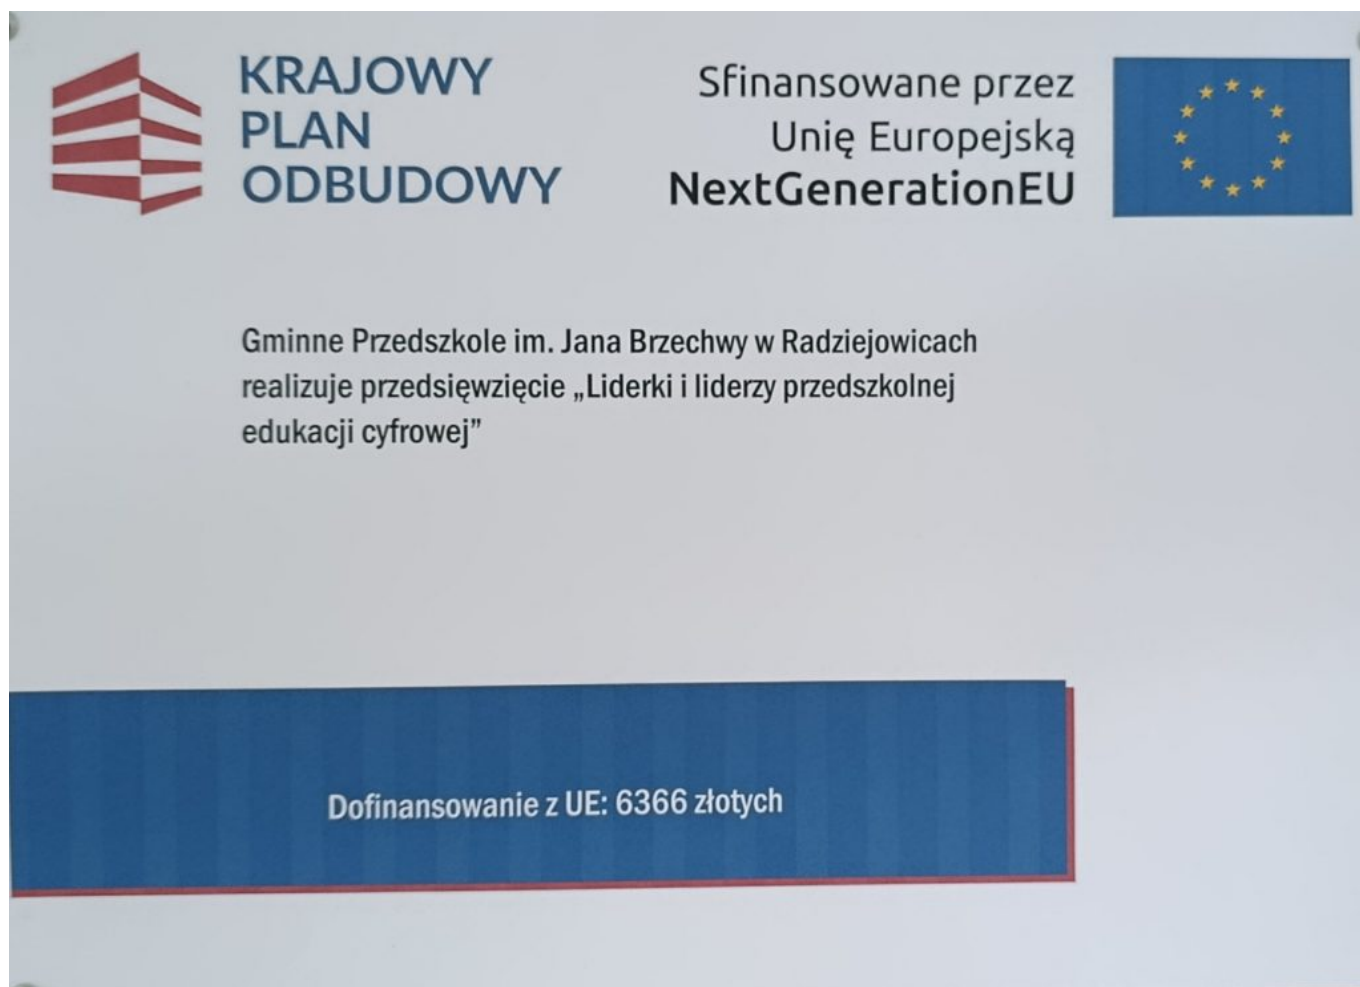 KRAJOWY
PLAN
ODBUDOWY
Sfinansowane przez
Unię Europejską
NextGenerationEU
Gminne Przedszkole im. Jana Brzechwy w Radziejowicach
realizuje przedsięwzięcie „Liderki i liderzy przedszkolnej
edukacji cyfrowej”
Dofinansowanie z UE: 6366 złotych